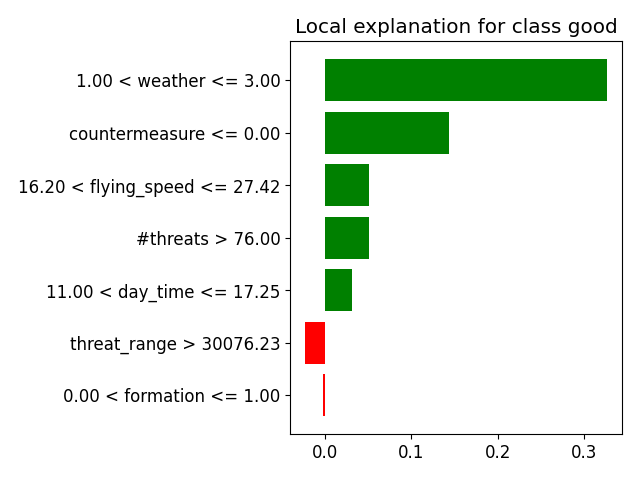 Local explanation for class good
1.00 < weather <= 3.00
countermeasure <= 0.00
16.20 < flying_speed <= 27.42
#threats > 76.00
11.00 < day_time <= 17.25
threat_range > 30076.23
0.00 < formation <= 1.00
0.0 0.1 0.2 0.3